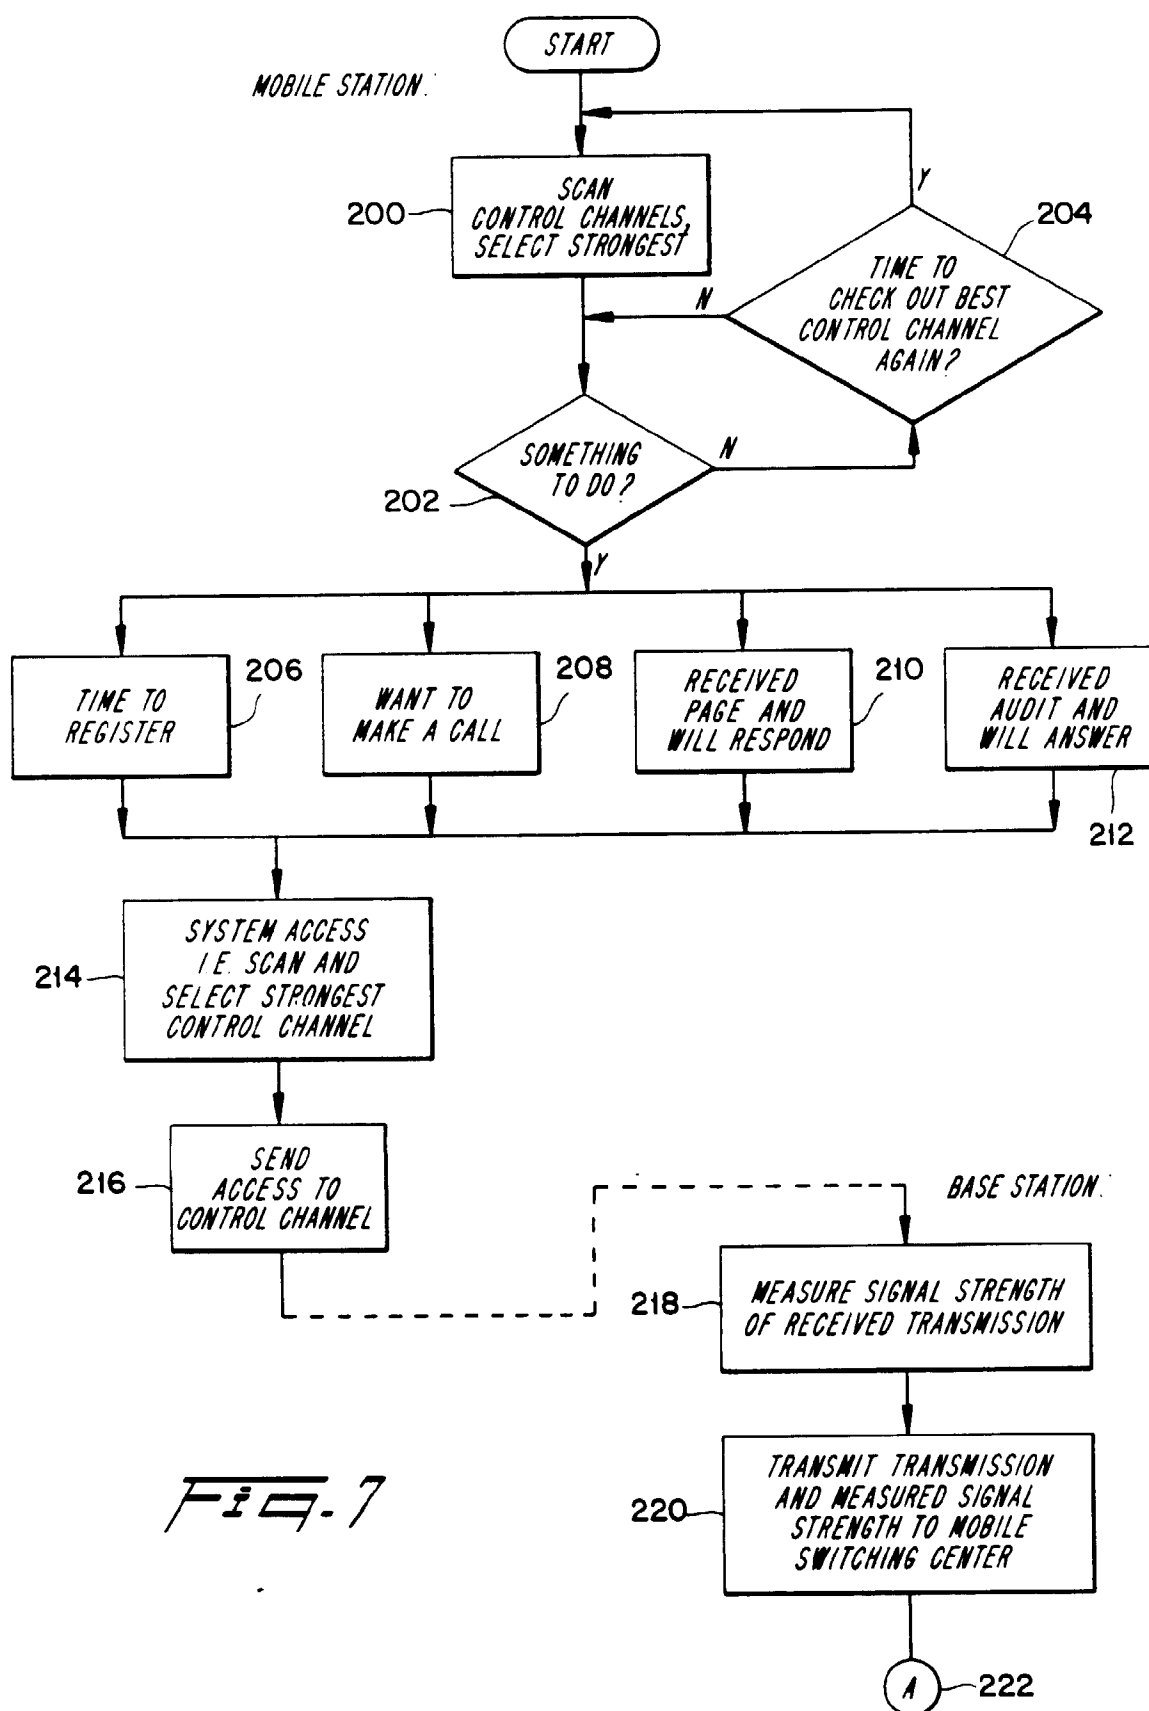 START
MOBILE STATION:
SCAN
CONTROL CHANNELS,
SELECT STRONGEST
200
Y
204
TIME TO
CHECK OUT BEST
CONTROL CHANNEL
AGAIN?
N
SOMETHING
TO DO?
N
202
Y
TIME TO
REGISTER
206
WANT TO
MAKE A CALL
208
RECEIVED
PAGE AND
WILL RESPOND
210
RECEIVED
AUDIT AND
WILL ANSWER
212
SYSTEM ACCESS
I.E. SCAN AND
SELECT STRONGEST
CONTROL CHANNEL
214
SEND
ACCESS TO
CONTROL CHANNEL
216
BASE STATION:
MEASURE SIGNAL STRENGTH
OF RECEIVED TRANSMISSION
218
TRANSMIT TRANSMISSION
AND MEASURED SIGNAL
STRENGTH TO MOBILE
SWITCHING CENTER
220
A
222
Fig. 7